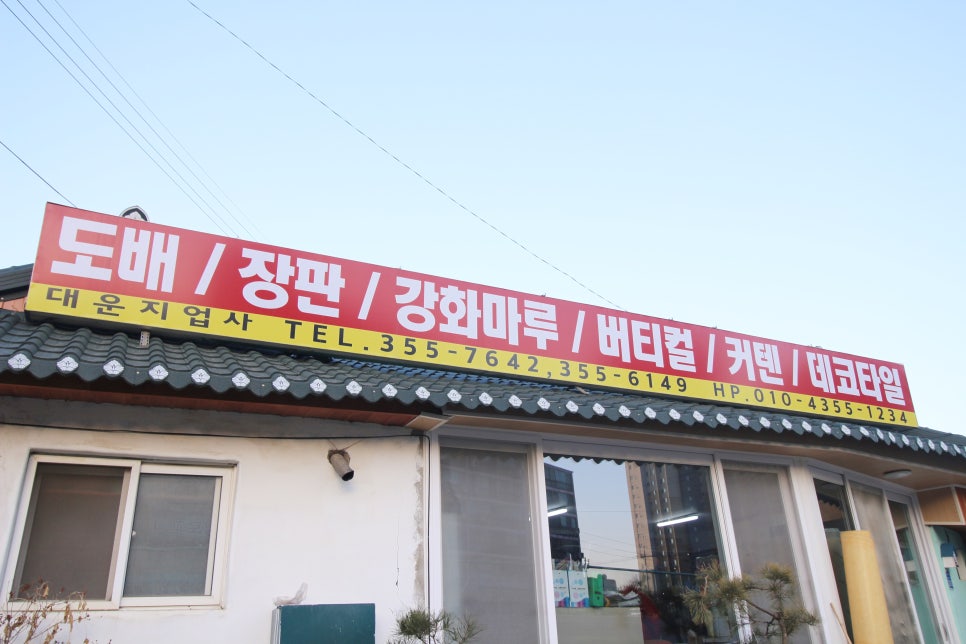 도배 / 장판 / 강화마루 / 버티컬 / 커텐 / 데코타일
대운지업사 TEL.355-7642,355-6149 HP.010-4355-1234